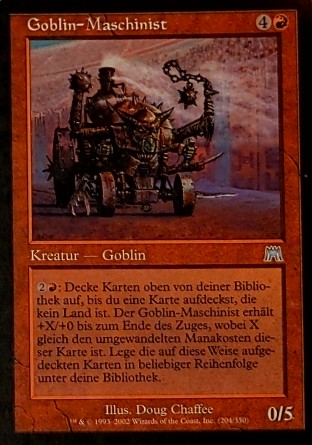 Goblin-Maschinist 4
Kreatur — Goblin
2: Decke Karten oben von deiner Biblio-
thek auf, bis du eine Karte aufdeckst, die
kein Land ist. Der Goblin-Maschinist erhält
+X/+0 bis zum Ende des Zuges, wobei X
gleich den umgewandelten Manakosten die-
ser Karte ist. Lege die auf diese Weise aufge-
deckten Karten in beliebiger Reihenfolge
unter deine Bibliothek.
Illus. Doug Chaffee
™ & © 1993-2002 Wizards of the Coast, Inc. (204/350)
0/5